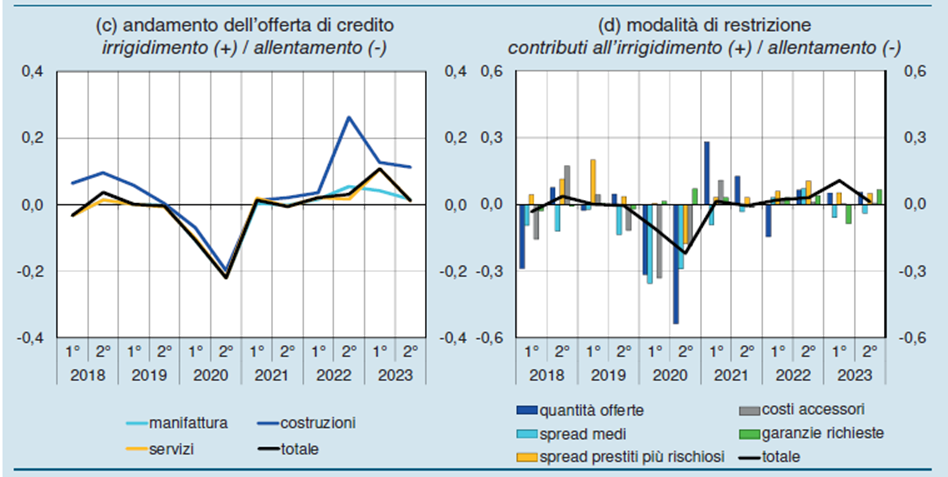 (c) andamento dell'offerta di credito
irrigidimento (+) / allentamento (-)
0,4
0,2
0,0
-0,2
-0,4
0,4
0,2
0,0
-0,2
-0,4
1° 2° 1° 2° 1° 2° 1° 2° 1° 2° 1° 2°
2018 2019 2020 2021 2022 2023
manifattura
costruzioni
servizi
totale
(d) modalità di restrizione
contributi all'irrigidimento (+) / allentamento (-)
0,6
0,3
0,0
-0,3
-0,6
0,6
0,3
0,0
-0,3
-0,6
1° 2° 1° 2° 1° 2° 1° 2° 1° 2° 1° 2°
2018 2019 2020 2021 2022 2023
quantità offerte
costi accessori
spread medi
garanzie richieste
spread prestiti più rischiosi
totale